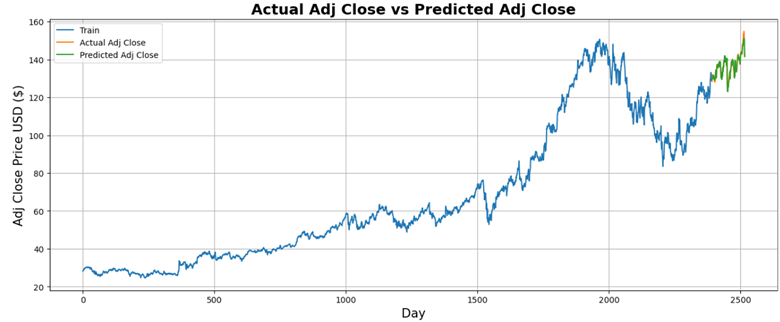 Actual Adj Close vs Predicted Adj Close
Train
Actual Adj Close
Predicted Adj Close
Adj Close Price USD ($)
160
140
120
100
80
60
40
20
0
500
1000
1500
2000
2500
Day